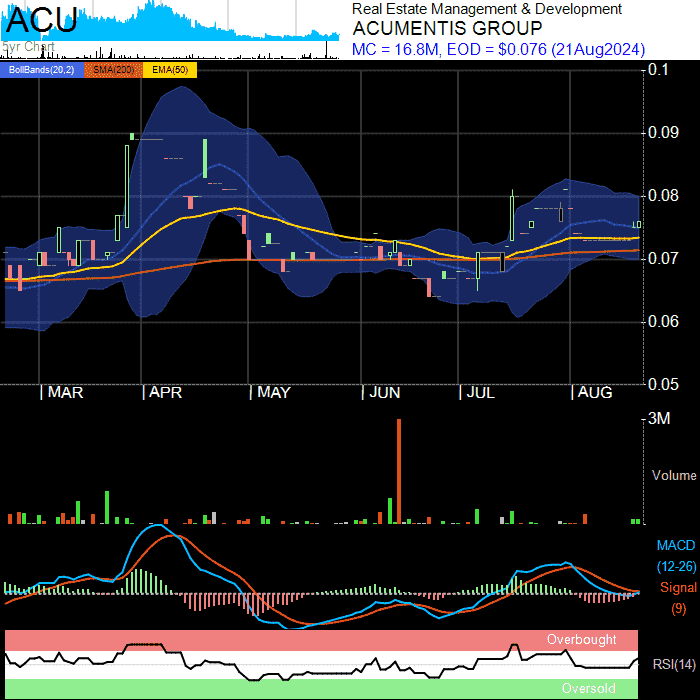 ACU
5yr Chart
Real Estate Management & Development
ACUMENTIS GROUP
MC = 16.8M, EOD = $0.076 (21Aug2024)
BollBands(20,2) SMA(200) EMA(50)
0.1
0.09
0.08
0.07
0.06
0.05
MAR APR MAY JUN JUL AUG
3M
Volume
MACD
(12-26)
Signal
(9)
Overbought
RSI(14)
Oversold